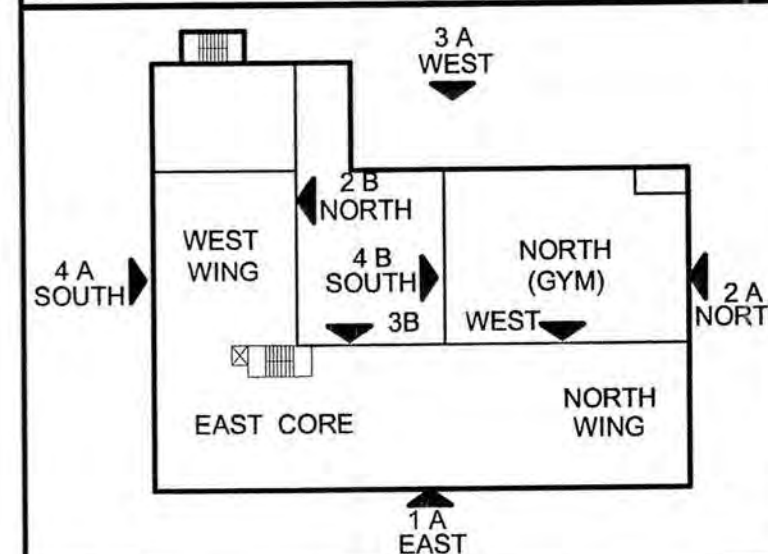 3 A
WEST
2 B
NORTH
WEST
WING
4 B
SOUTH
NORTH
(GYM)
4 A
SOUTH
2 A
NORT
3B
WEST
EAST CORE
NORTH
WING
1 A
EAST